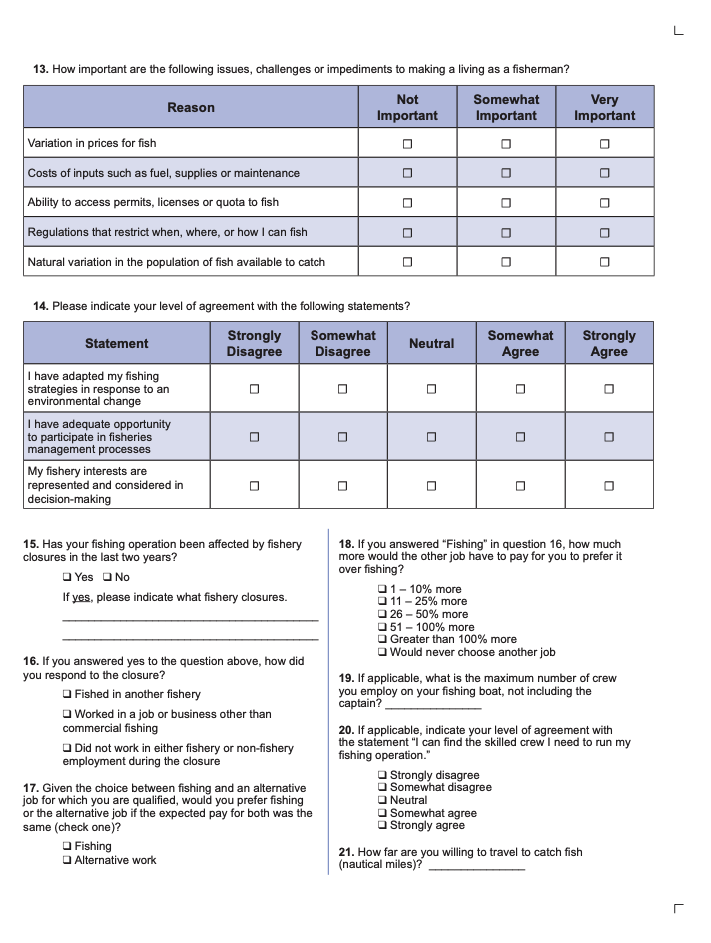 13. How important are the following issues, challenges or impediments to making a living as a fisherman?
Reason
Not
Important
Somewhat
Important
Very
Important
Variation in prices for fish
☐ ☐ ☐
Costs of inputs such as fuel, supplies or maintenance
☐ ☐ ☐
Ability to access permits, licenses or quota to fish
☐ ☐ ☐
Regulations that restrict when, where, or how I can fish
☐ ☐ ☐
Natural variation in the population of fish available to catch
☐ ☐ ☐
14. Please indicate your level of agreement with the following statements?
Statement
Strongly
Disagree
Somewhat
Disagree
Neutral
Somewhat
Agree
Strongly
Agree
I have adapted my fishing
strategies in response to an
environmental change
☐ ☐ ☐ ☐ ☐
I have adequate opportunity
to participate in fisheries
management processes
☐ ☐ ☐ ☐ ☐
My fishery interests are
represented and considered in
decision-making
☐ ☐ ☐ ☐ ☐
15. Has your fishing operation been affected by fishery
closures in the last two years?
❑ Yes ❑ No
If yes, please indicate what fishery closures.
16. If you answered yes to the question above, how did
you respond to the closure?
❑ Fished in another fishery
❑ Worked in a job or business other than
commercial fishing
❑ Did not work in either fishery or non-fishery
employment during the closure
17. Given the choice between fishing and an alternative
job for which you are qualified, would you prefer fishing
or the alternative job if the expected pay for both was the
same (check one)?
❑ Fishing
❑ Alternative work
18. If you answered “Fishing” in question 16, how much
more would the other job have to pay for you to prefer it
over fishing?
❑ 1 – 10% more
❑ 11 – 25% more
❑ 26 – 50% more
❑ 51 – 100% more
❑ Greater than 100% more
❑ Would never choose another job
19. If applicable, what is the maximum number of crew
you employ on your fishing boat, not including the
captain? _______________
20. If applicable, indicate your level of agreement with
the statement “I can find the skilled crew I need to run my
fishing operation.”
❑ Strongly disagree
❑ Somewhat disagree
❑ Neutral
❑ Somewhat agree
❑ Strongly agree
21. How far are you willing to travel to catch fish
(nautical miles)? _______________